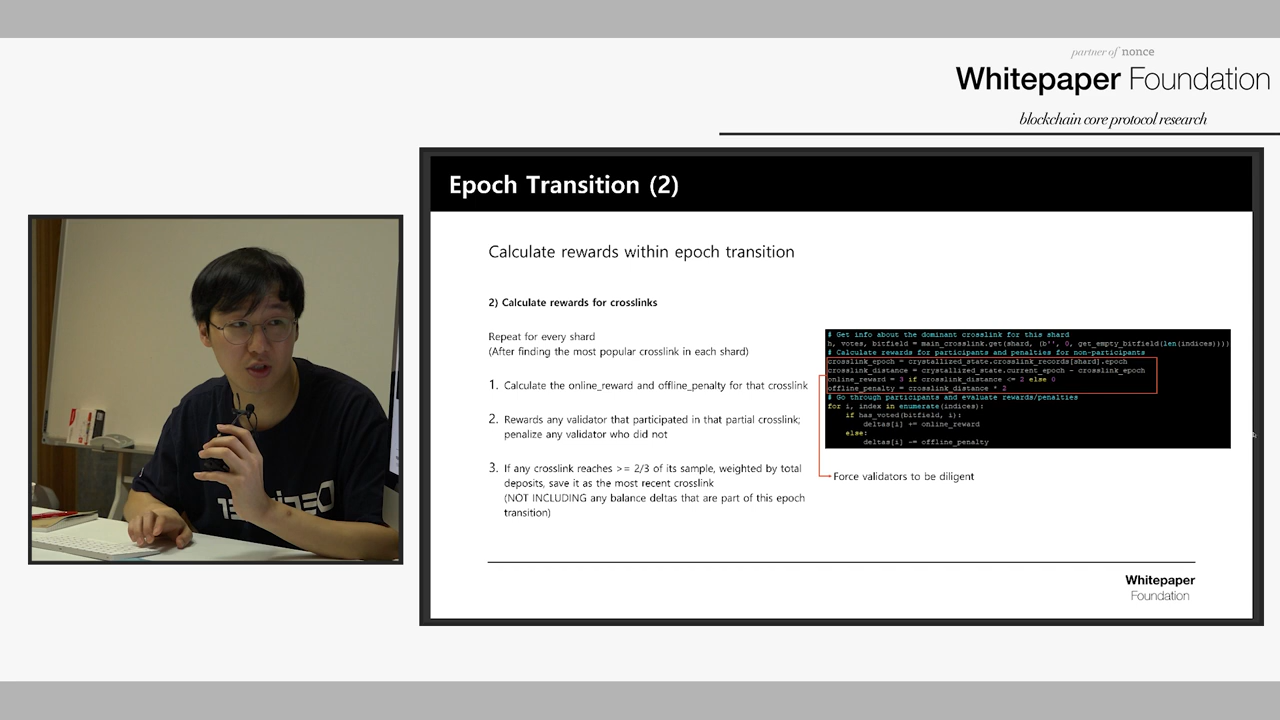 partner of nonce
Whitepaper Foundation
blockchain core protocol research
Epoch Transition (2)
Calculate rewards within epoch transition
2) Calculate rewards for crosslinks
Repeat for every shard
(After finding the most popular crosslink in each shard)
1. Calculate the online_reward and offline_penalty for that crosslink
2. Rewards any validator that participated in that partial crosslink;
penalize any validator who did not
3. If any crosslink reaches >= 2/3 of its sample, weighted by total
deposits, save it as the most recent crosslink
(NOT INCLUDING any balance deltas that are part of this epoch
transition)
# Get info about the dominant crosslink for this shard
h, votes, bitfield = main_crosslink.get(shard, (b'', 0, get_empty_bitfield(len(indices))))
# Calculate rewards for participants and penalties for non-participants
crosslink_epoch = crystallized_state.crosslink_records[shard].epoch
crosslink_distance = crystallized_state.current_epoch - crosslink_epoch
online_reward = 3 if crosslink_distance <= 2 else 0
offline_penalty = crosslink_distance * 2
# Go through participants and evaluate rewards/penalties
for i, index in enumerate(indices):
if has_voted(bitfield, i):
deltas[i] += online_reward
else:
deltas[i] -= offline_penalty
Force validators to be diligent
Whitepaper
Foundation